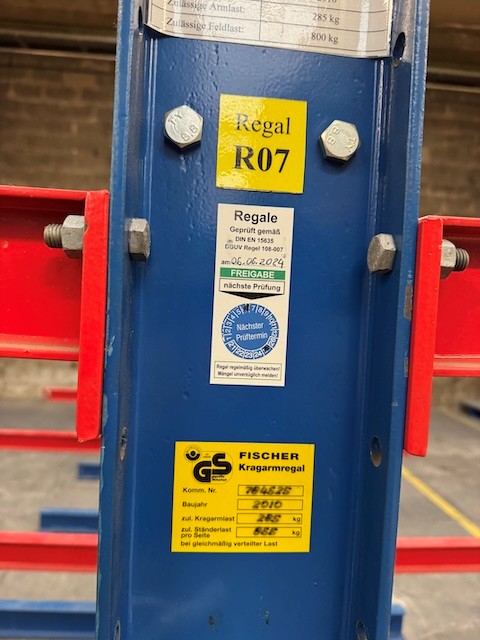 Zulässige Armlast: 285 kg
Zulässige Feldlast: 800 kg
Regal
R07
Regale
Geprüft gemäß
DIN EN 15635
DGUV Regel 108-007
am 06.06.2024
FREIGABE
nächste Prüfung
Nächster
Prüftermin
Regal regelmäßig überwachen!
Mängel unverzüglich melden!
GS
FISCHER
Kragarmregal
Komm. Nr.
Baujahr 2010
zul. Kragarmlast 285 kg
zul. Ständerlast
pro Seite kg
bei gleichmäßig verteilter Last